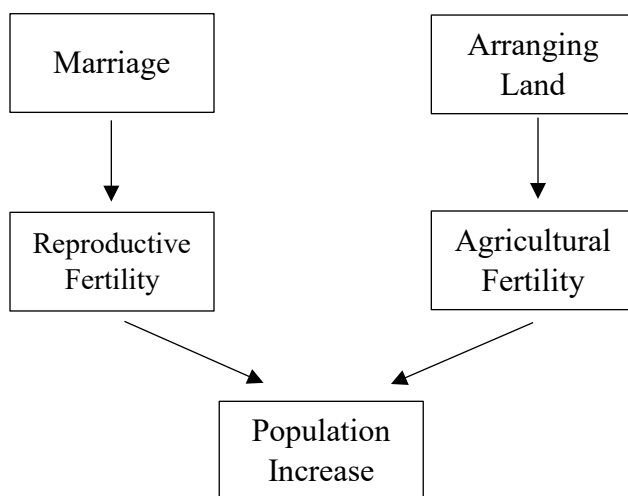 Marriage
Arranging
Land
Reproductive
Fertility
Agricultural
Fertility
Population
Increase